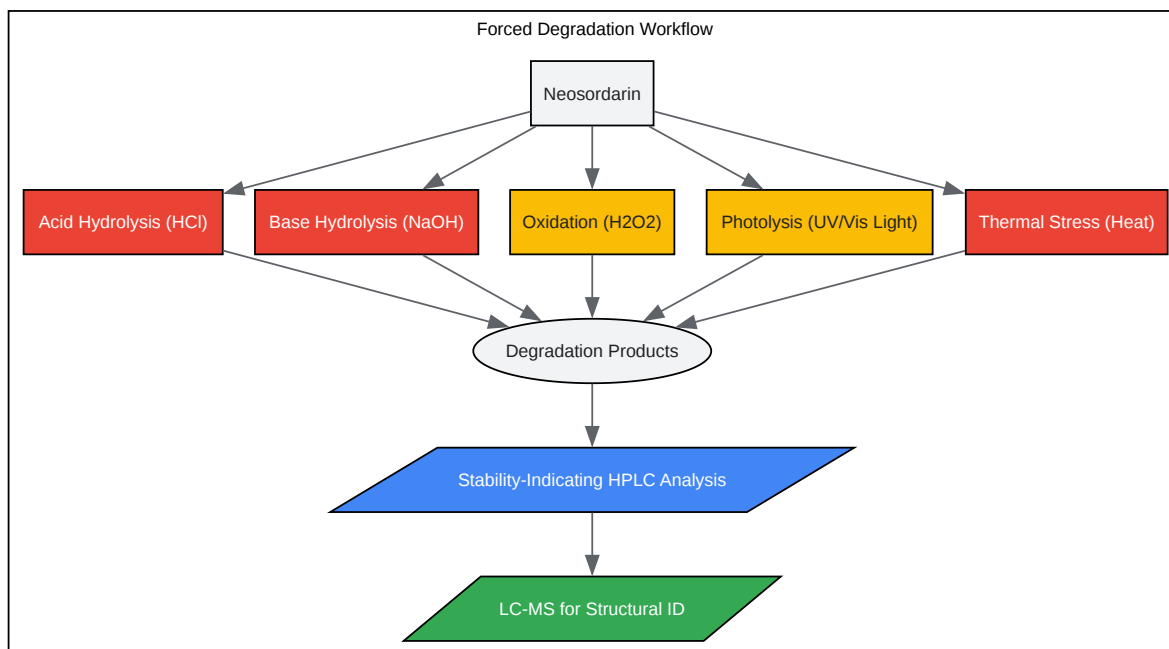 Forced Degradation Workflow
Neosordarin
Acid Hydrolysis (HCl)
Base Hydrolysis (NaOH)
Oxidation (H2O2)
Photolysis (UV/Vis Light)
Thermal Stress (Heat)
Degradation Products
Stability-Indicating HPLC Analysis
LC-MS for Structural ID